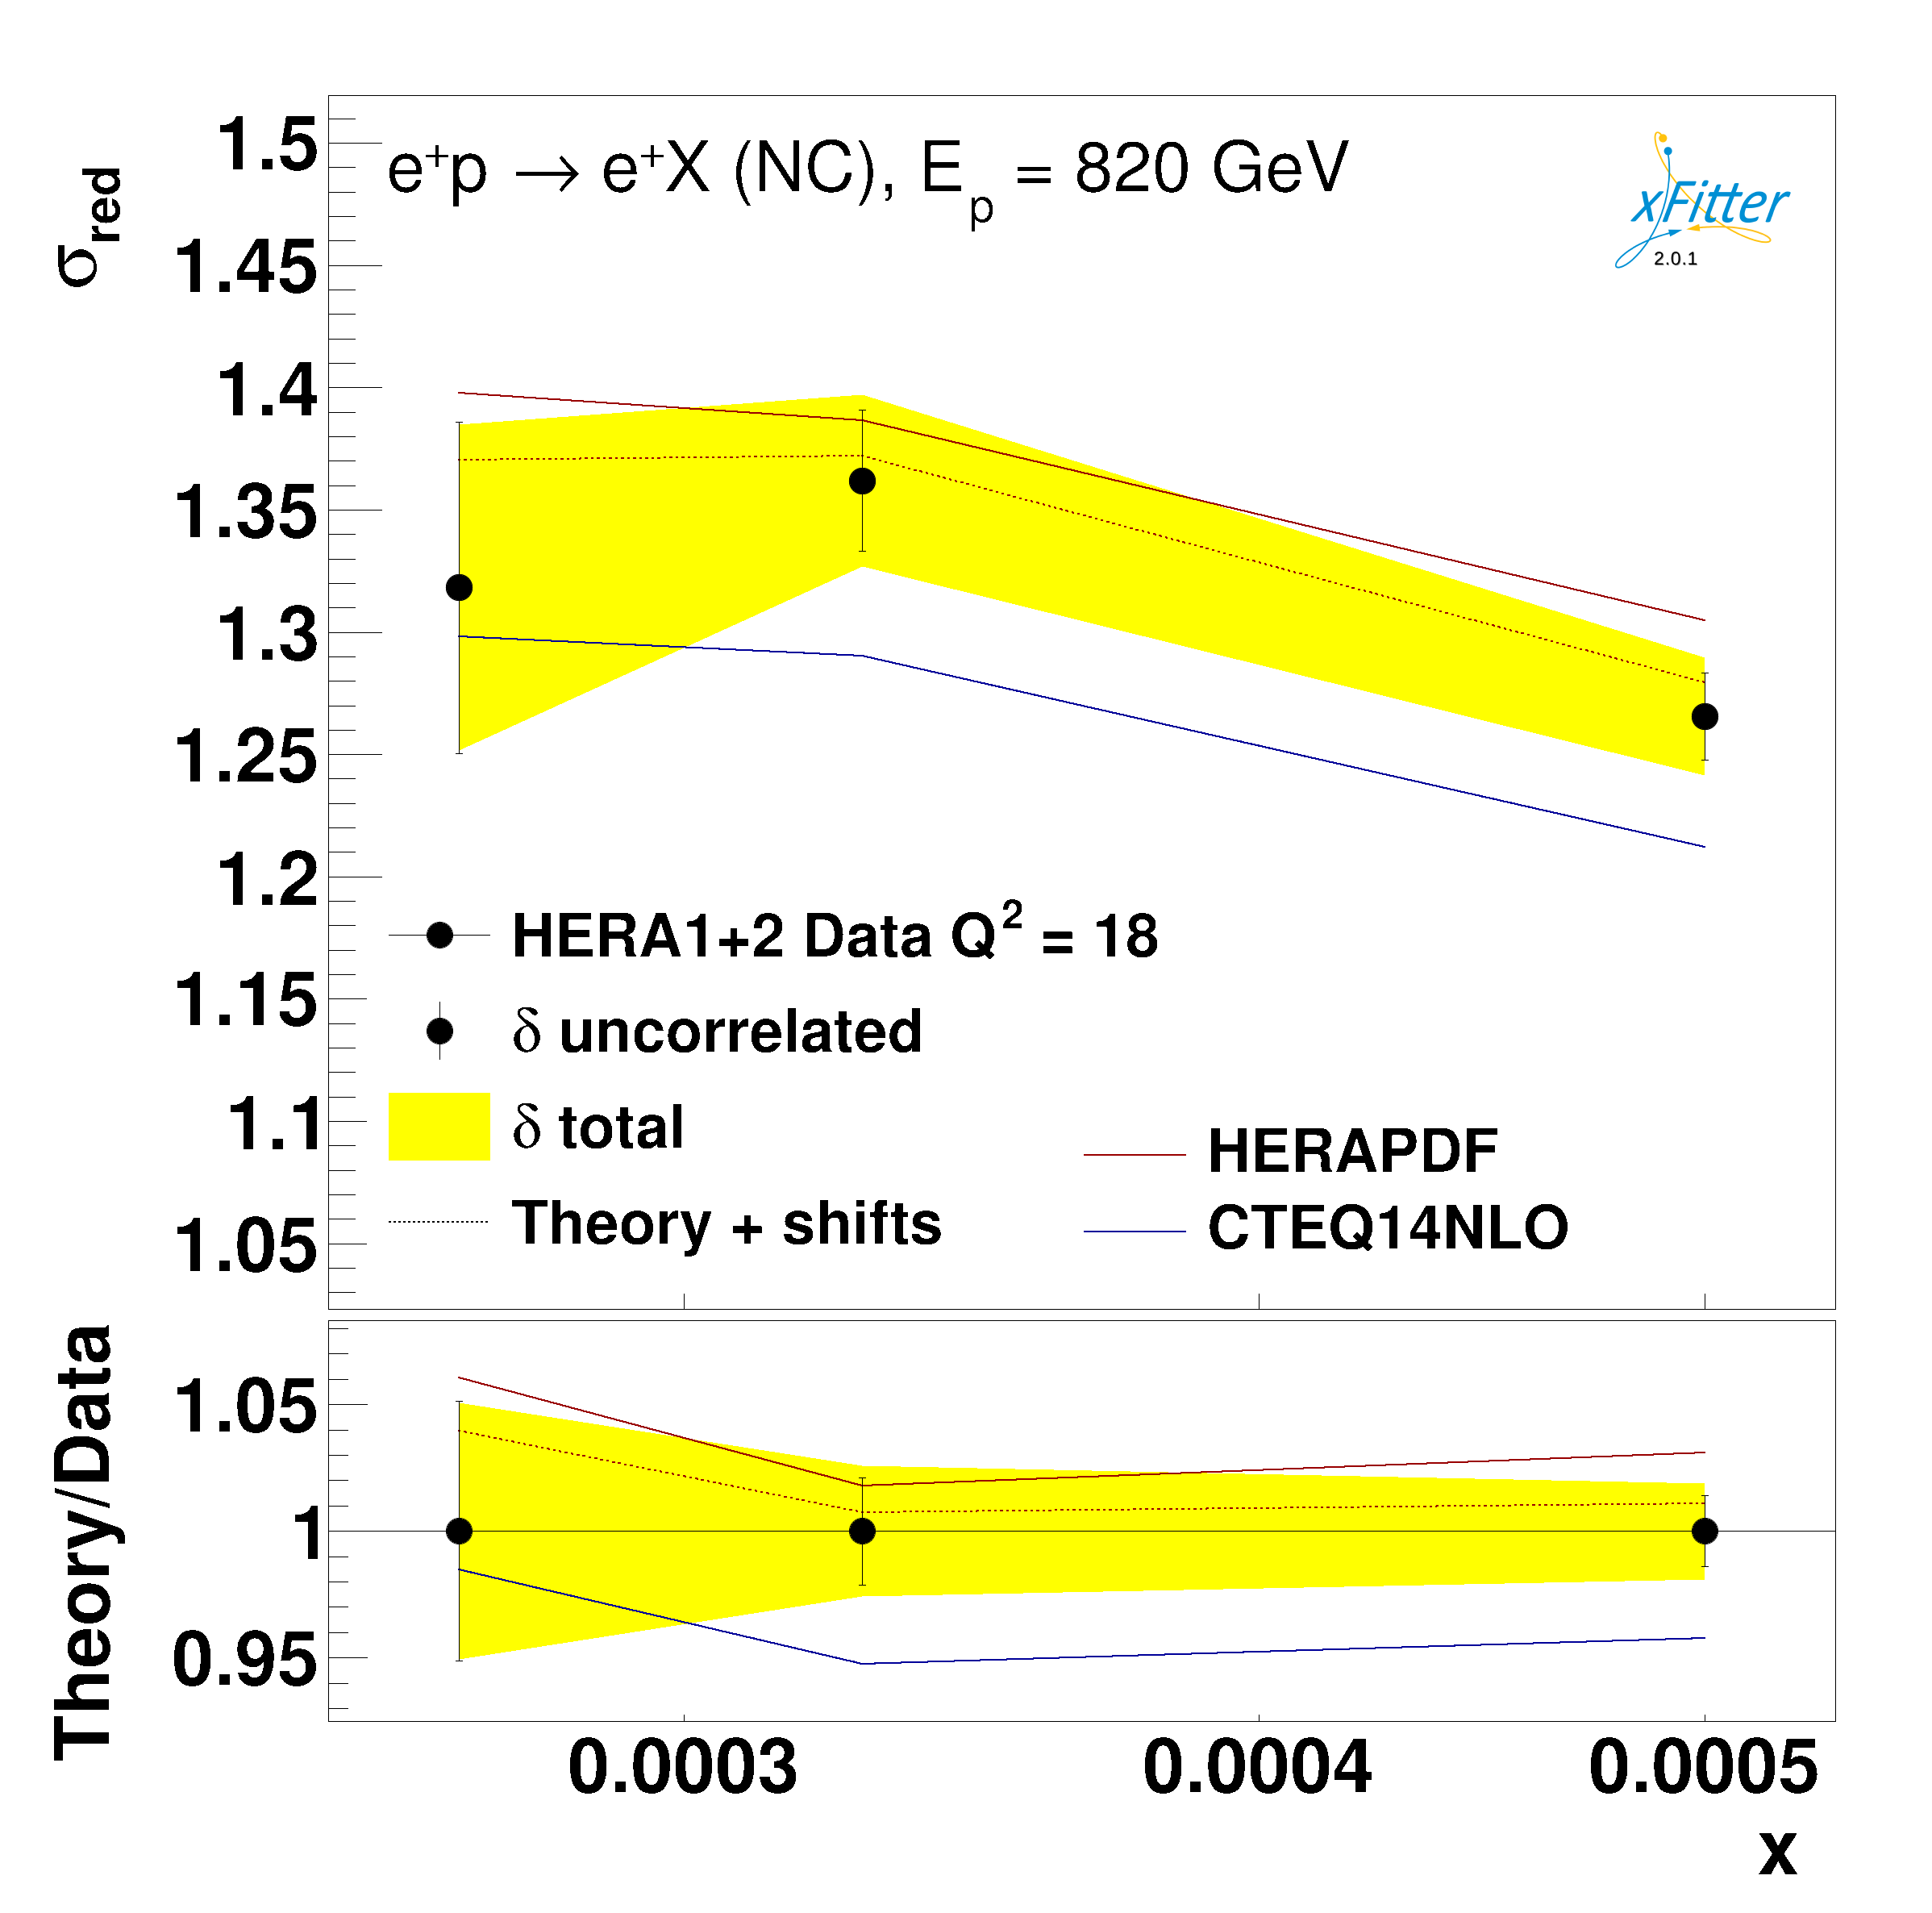 e⁺p → e⁺X (NC), E_p = 820 GeV
xFitter
2.0.1
σ_red
1.5
1.45
1.4
1.35
1.3
1.25
1.2
1.15
1.1
1.05
HERA1+2 Data Q² = 18
δ uncorrelated
δ total
Theory + shifts
HERAPDF
CTEQ14NLO
Theory/Data
1.05
1
0.95
0.0003 0.0004 0.0005
x